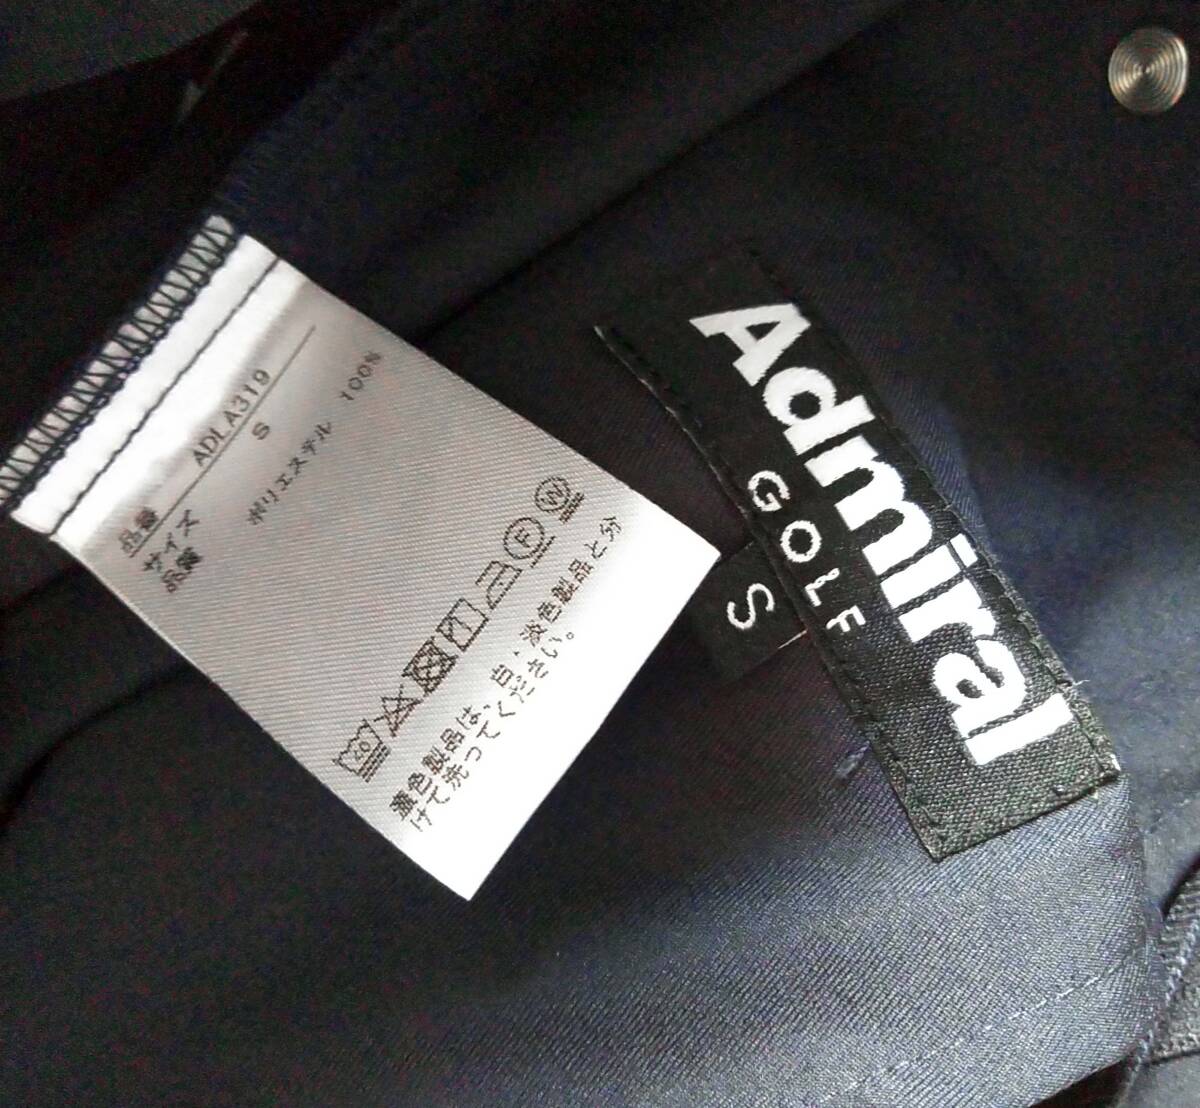 品番 ADLA319
サイズ S
品質 ポリエステル 100%
40
F
W
濃色製品は、白・淡色製品と分
けて洗ってください。
Admiral
GOLF
S